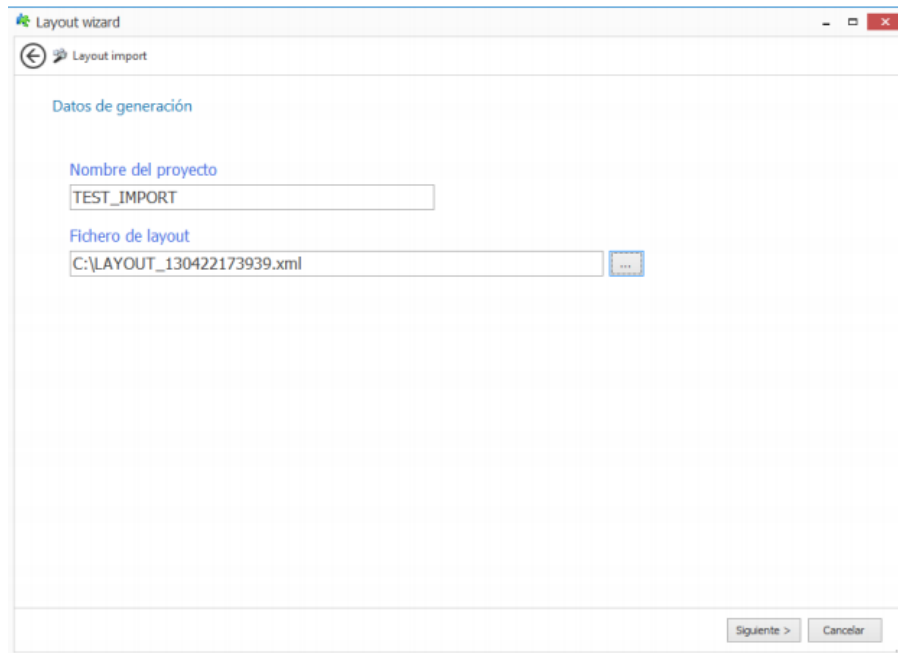 Layout wizard
Layout import
Datos de generación
Nombre del proyecto
TEST_IMPORT
Fichero de layout
C:\LAYOUT_130422173939.xml
...
Siguiente > Cancelar